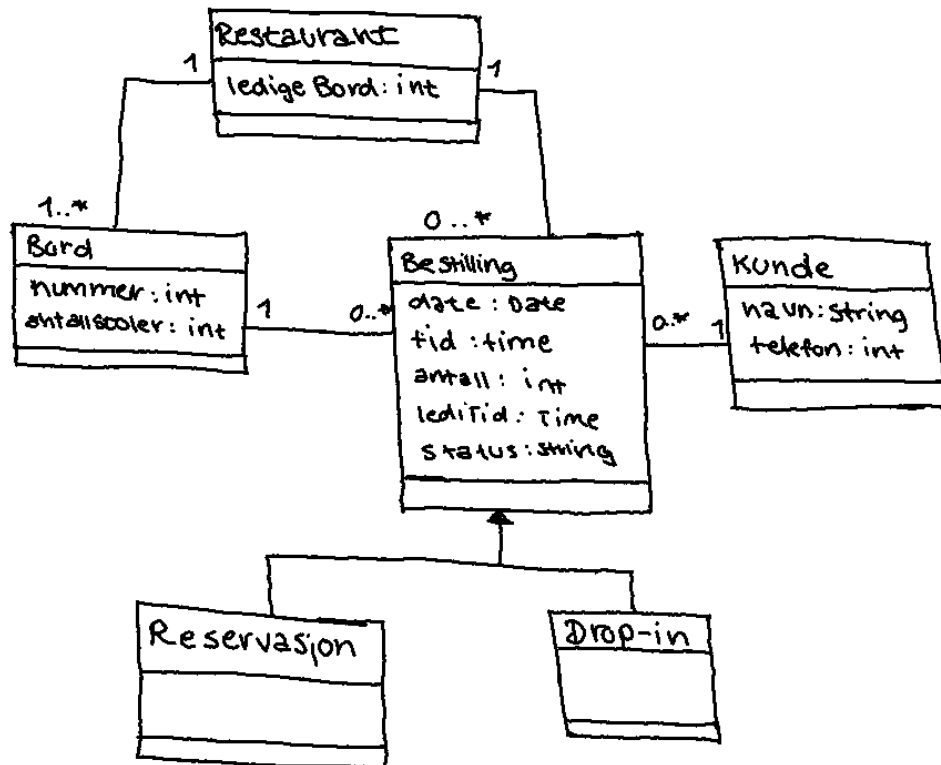 Restaurant
ledige Bord: int
1
1
1..*
0..*
Bord
nummer: int
antallstoler: int
1
0..*
Bestilling
date: Date
tid: time
antall: int
lediTid: Time
status: string
0..*
1
Kunde
navn: string
telefon: int
Reservasjon
Drop-in